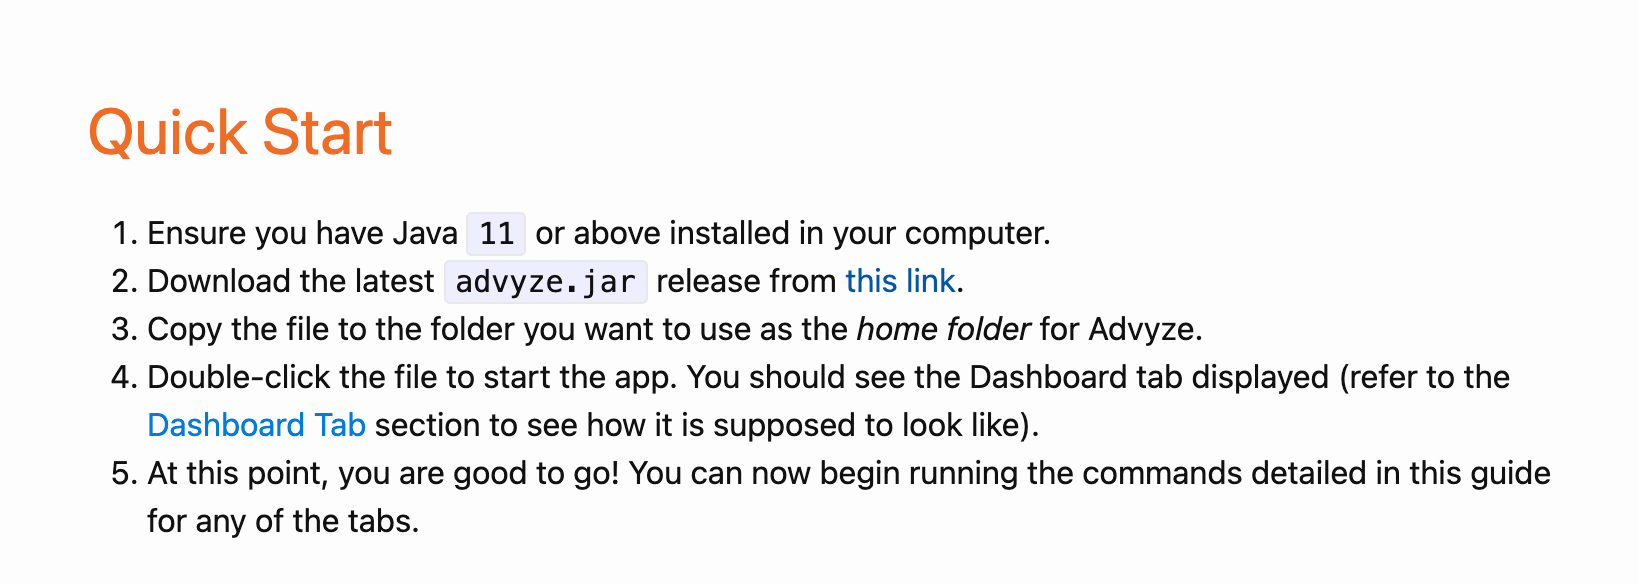 Quick Start
1. Ensure you have Java 11 or above installed in your computer.
2. Download the latest advyze.jar release from this link.
3. Copy the file to the folder you want to use as the home folder for Advyze.
4. Double-click the file to start the app. You should see the Dashboard tab displayed (refer to the
Dashboard Tab section to see how it is supposed to look like).
5. At this point, you are good to go! You can now begin running the commands detailed in this guide
for any of the tabs.